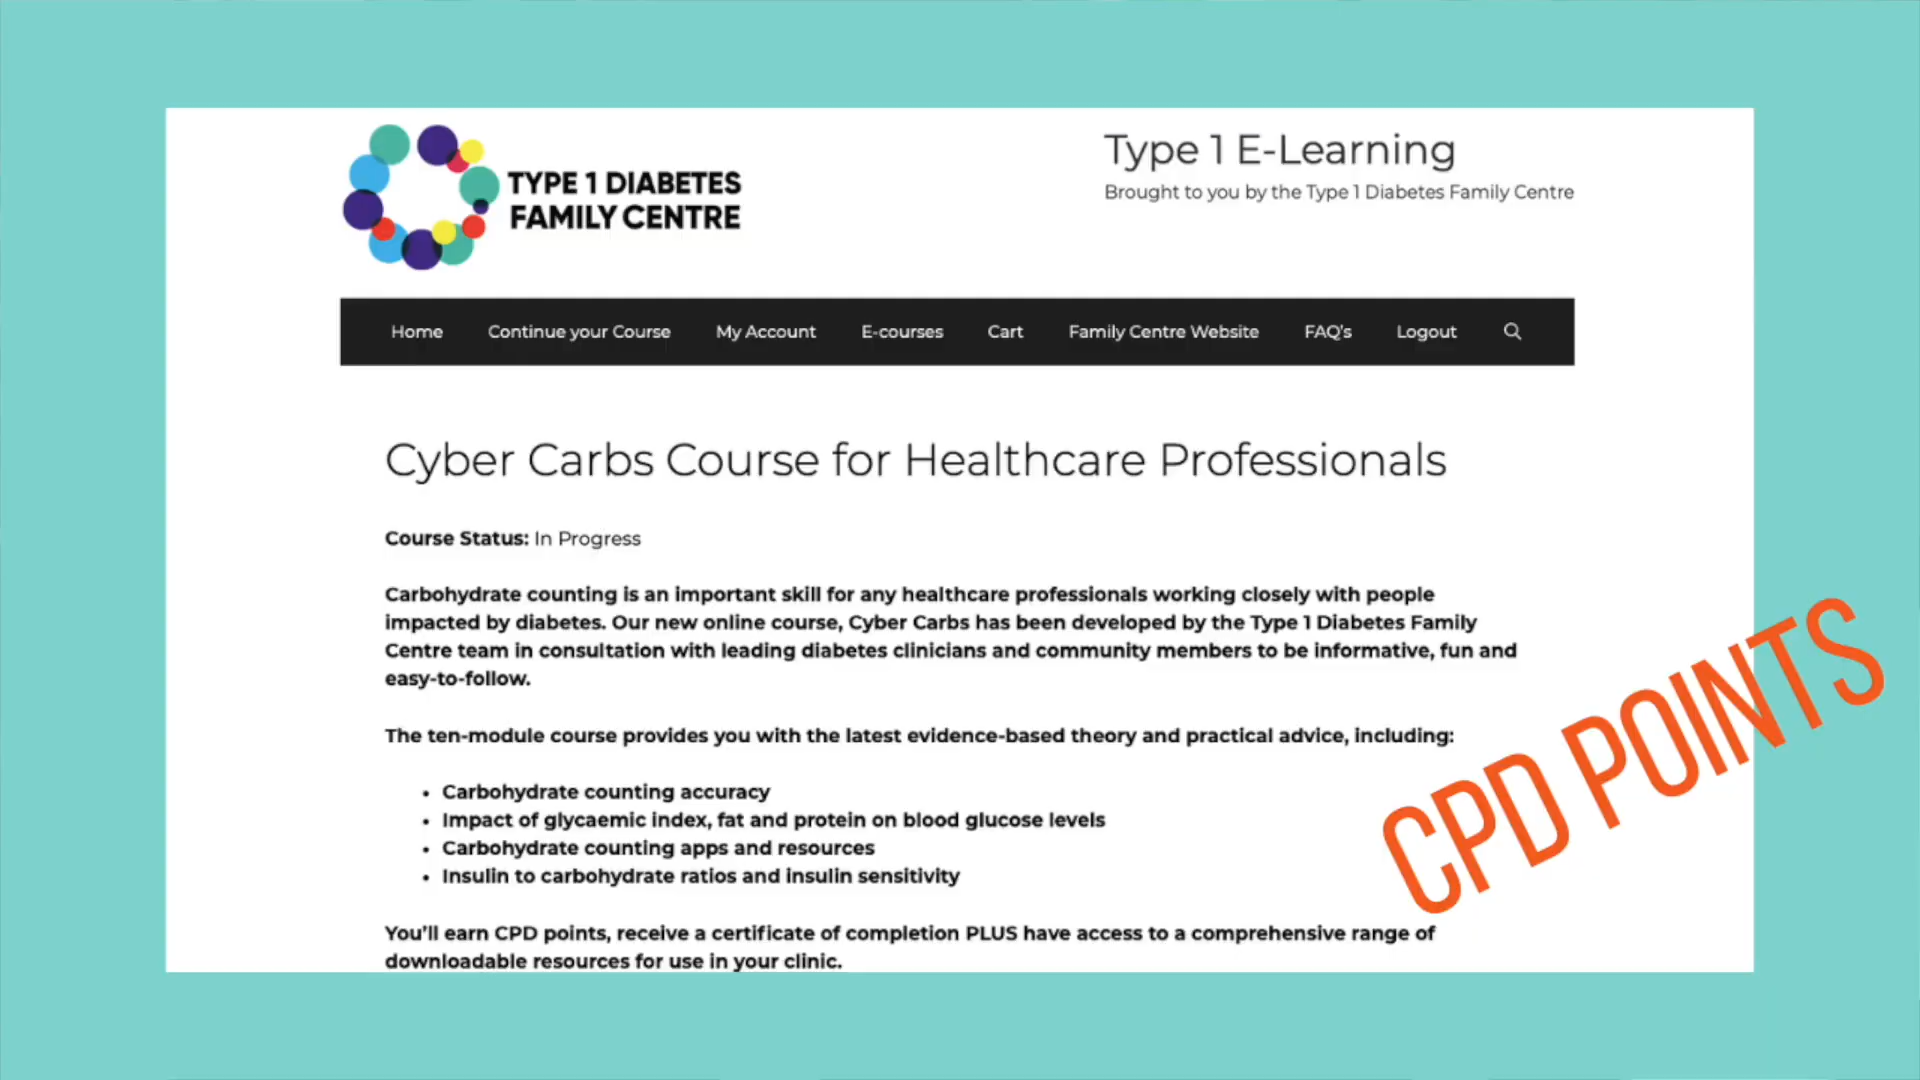 TYPE 1 DIABETES
FAMILY CENTRE
Type 1 E-Learning
Brought to you by the Type 1 Diabetes Family Centre
Home Continue your Course My Account E-courses Cart Family Centre Website FAQ's Logout
Cyber Carbs Course for Healthcare Professionals
Course Status: In Progress
Carbohydrate counting is an important skill for any healthcare professionals working closely with people
impacted by diabetes. Our new online course, Cyber Carbs has been developed by the Type 1 Diabetes Family
Centre team in consultation with leading diabetes clinicians and community members to be informative, fun and
easy-to-follow.
The ten-module course provides you with the latest evidence-based theory and practical advice, including:
• Carbohydrate counting accuracy
• Impact of glycaemic index, fat and protein on blood glucose levels
• Carbohydrate counting apps and resources
• Insulin to carbohydrate ratios and insulin sensitivity
You'll earn CPD points, receive a certificate of completion PLUS have access to a comprehensive range of
downloadable resources for use in your clinic.
CPD POINTS